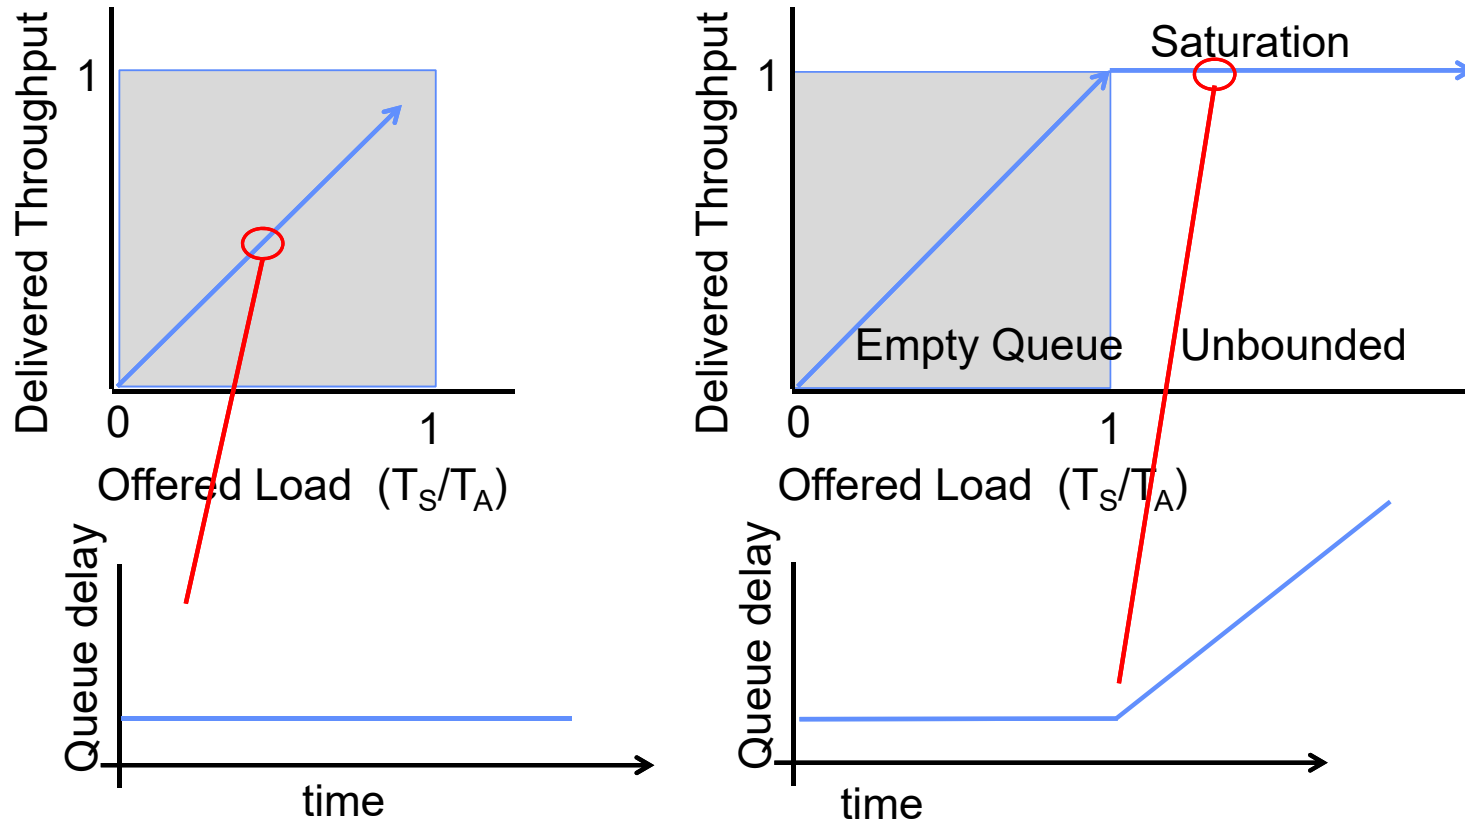 Delivered Throughput
1
0
1
Offered Load (TS/TA)
Queue delay
time
Delivered Throughput
1
Saturation
Empty Queue
Unbounded
0
1
Offered Load (TS/TA)
Queue delay
time